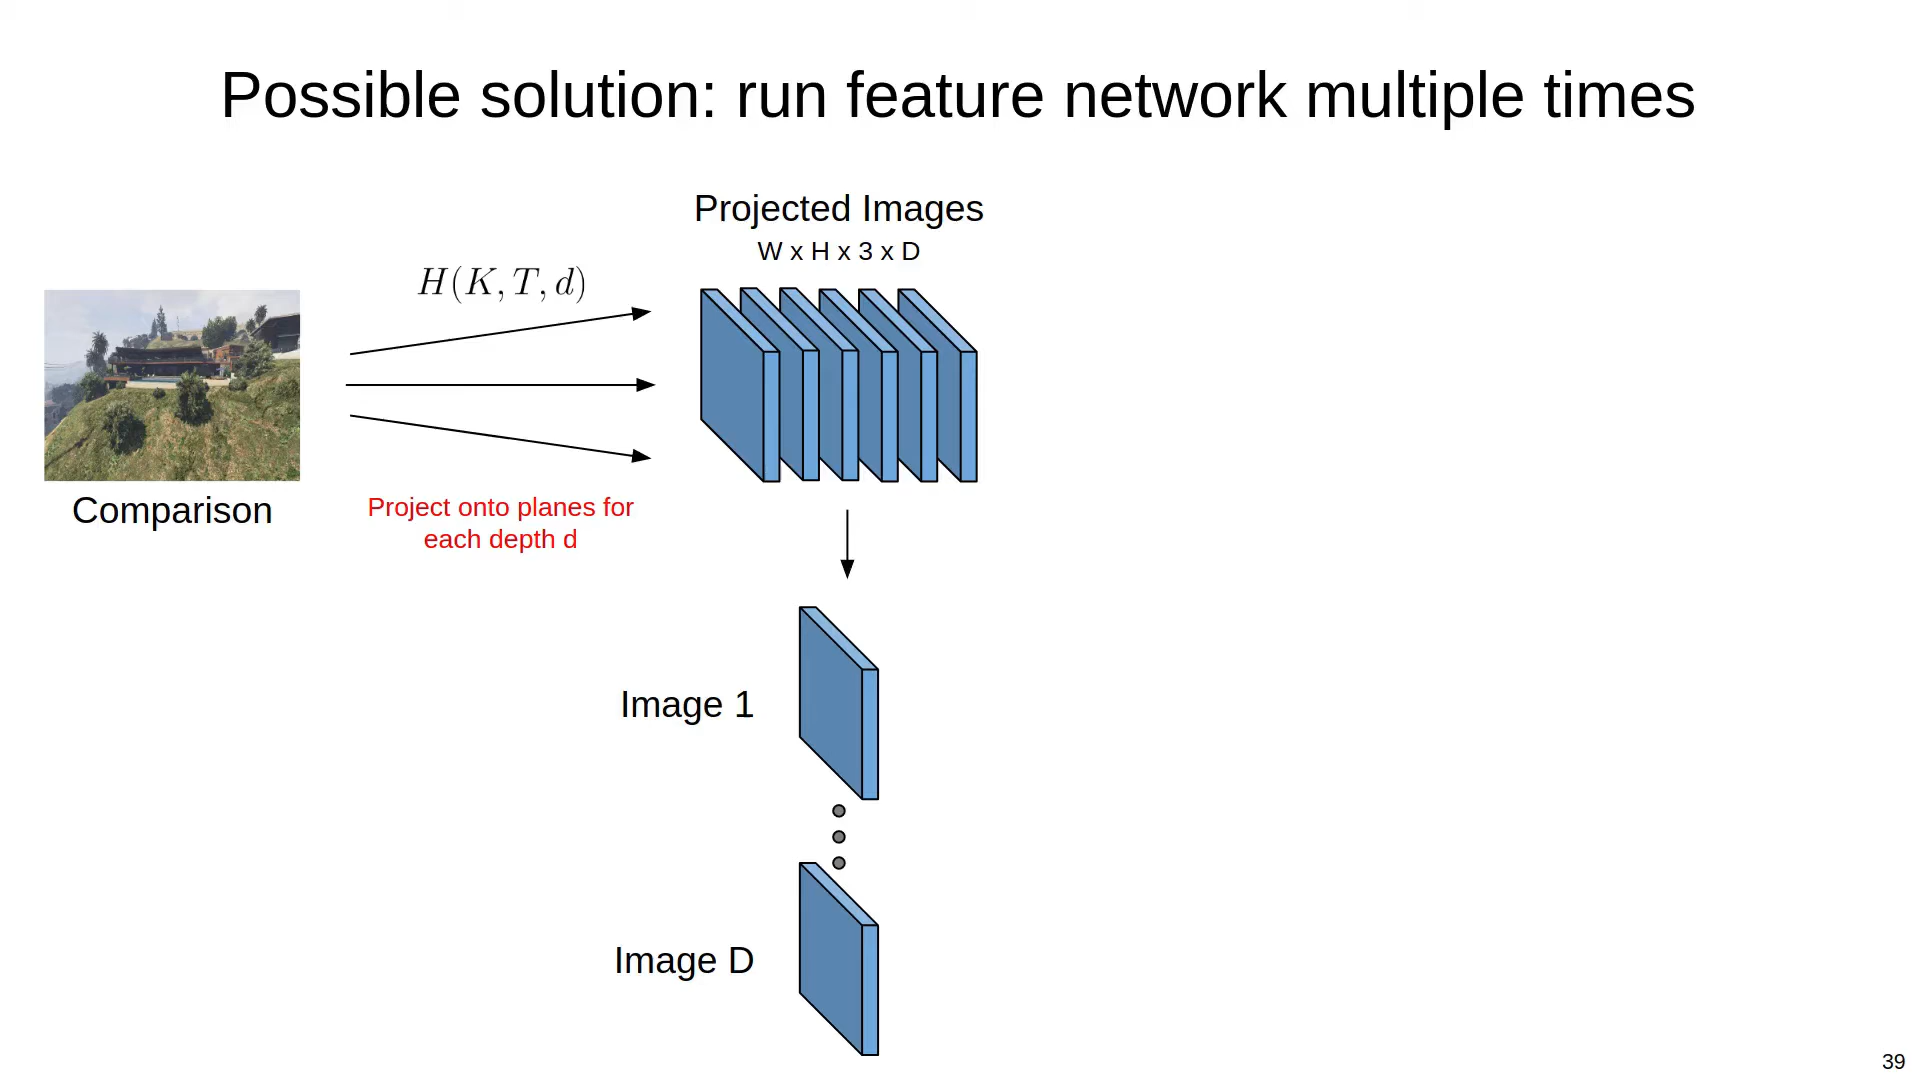 Possible solution: run feature network multiple times
Projected Images
W x H x 3 x D
H(K, T, d)
Comparison
Project onto planes for
each depth d
Image 1
Image D
39